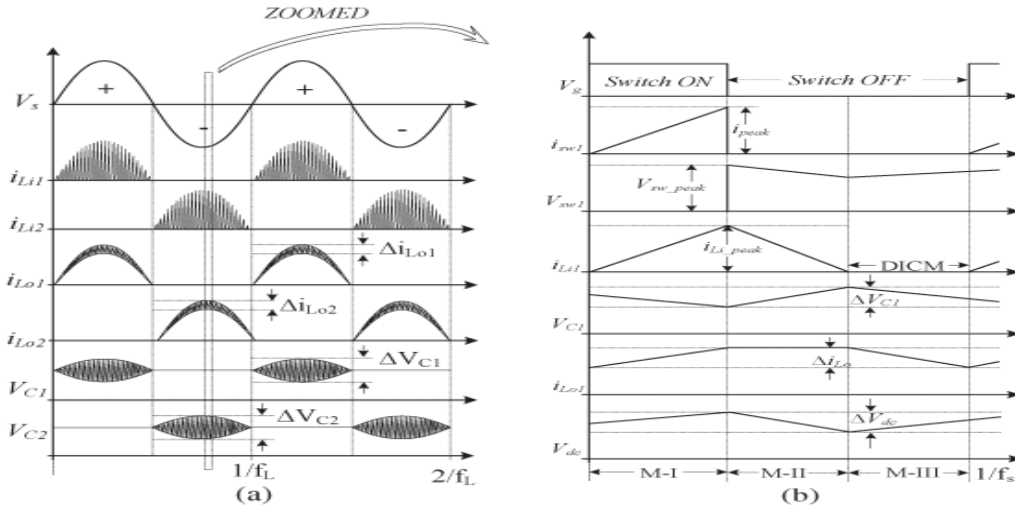 ZOOMED
V_s
+
-
+
-
i_Li1
i_Li2
i_Lo1
Δi_Lo1
i_Lo2
Δi_Lo2
V_C1
ΔV_C1
V_C2
ΔV_C2
1/f_L
2/f_L
(a)
V_g
Switch ON
Switch OFF
i_sw1
i_peak
V_sw1
V_sw_peak
i_Li1
i_Li_peak
DICM
V_C1
ΔV_C1
i_Lo1
Δi_Lo
V_dc
ΔV_dc
M-I
M-II
M-III
1/f_s
(b)